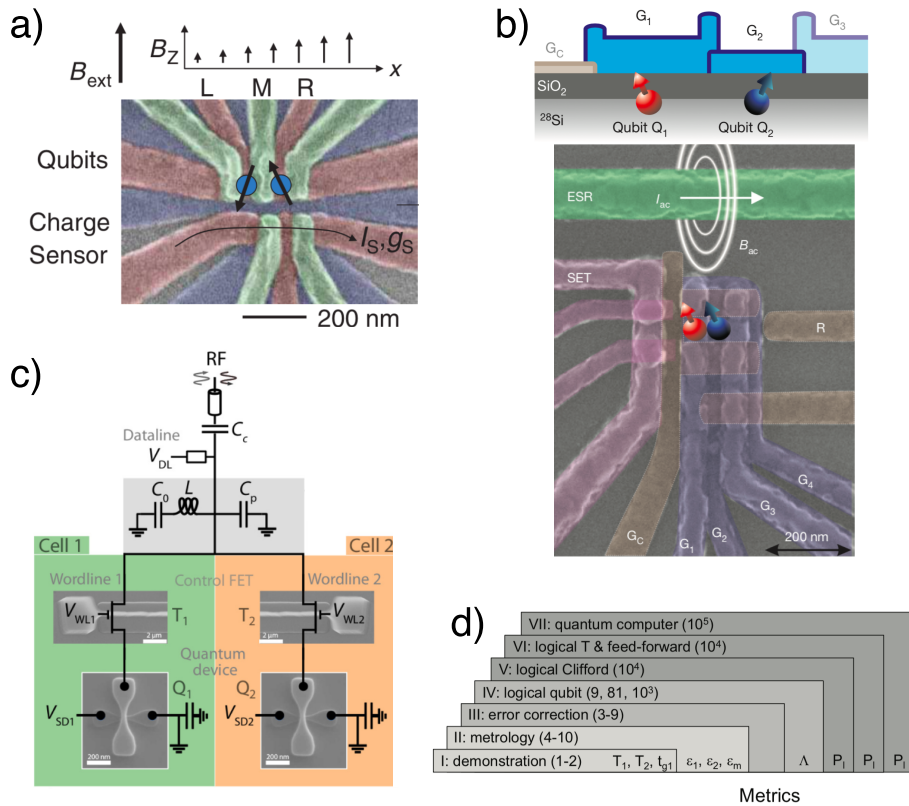 a)
B_ext
B_Z
x
L M R
Qubits
Charge
Sensor
I_S, g_S
200 nm
b)
G_1
G_2
G_3
G_C
SiO_2
^28Si
Qubit Q_1
Qubit Q_2
ESR
I_ac
B_ac
SET
R
G_4
G_3
G_C
G_1
G_2
200 nm
c)
RF
C_c
Dataline
V_DL
C_0
L
C_p
Cell 1
Cell 2
Wordline 1
Control FET
Wordline 2
V_WL1
T_1
T_2
V_WL2
2 μm
2 μm
Quantum
device
Q_1
Q_2
V_SD1
V_SD2
200 nm
200 nm
d)
VII: quantum computer (10^5)
VI: logical T & feed-forward (10^4)
V: logical Clifford (10^4)
IV: logical qubit (9, 81, 10^3)
III: error correction (3-9)
II: metrology (4-10)
I: demonstration (1-2) T_1, T_2, t_g1 ε_1, ε_2, ε_m Λ P_l P_l P_l
Metrics